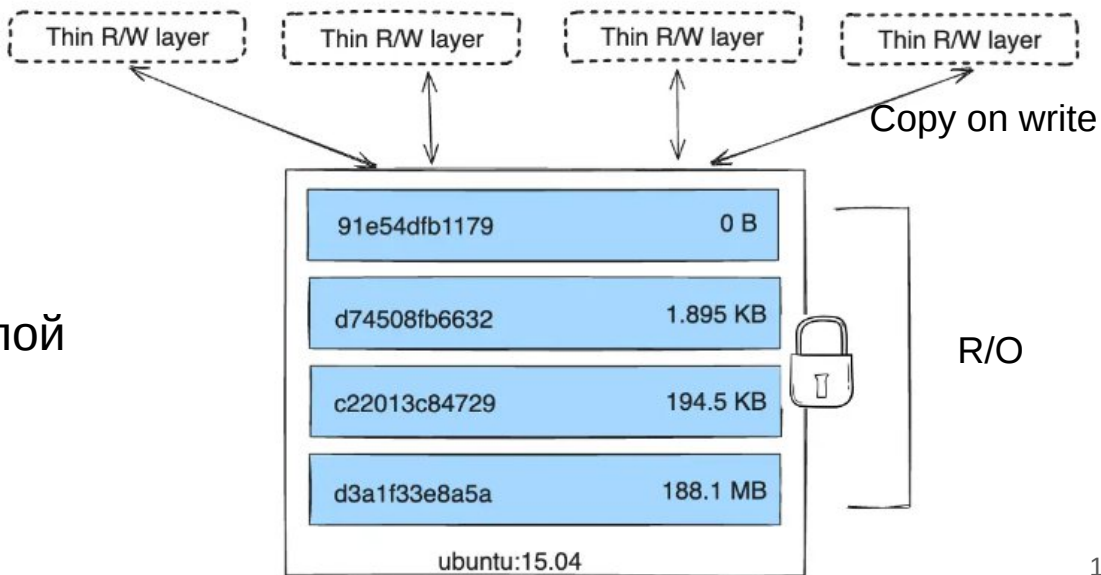 Thin R/W layer
Thin R/W layer
Thin R/W layer
Thin R/W layer
Copy on write
91e54dfb1179 0 B
d74508fb6632 1.895 KB
лой
R/O
c22013c84729 194.5 KB
d3a1f33e8a5a 188.1 MB
ubuntu:15.04
1